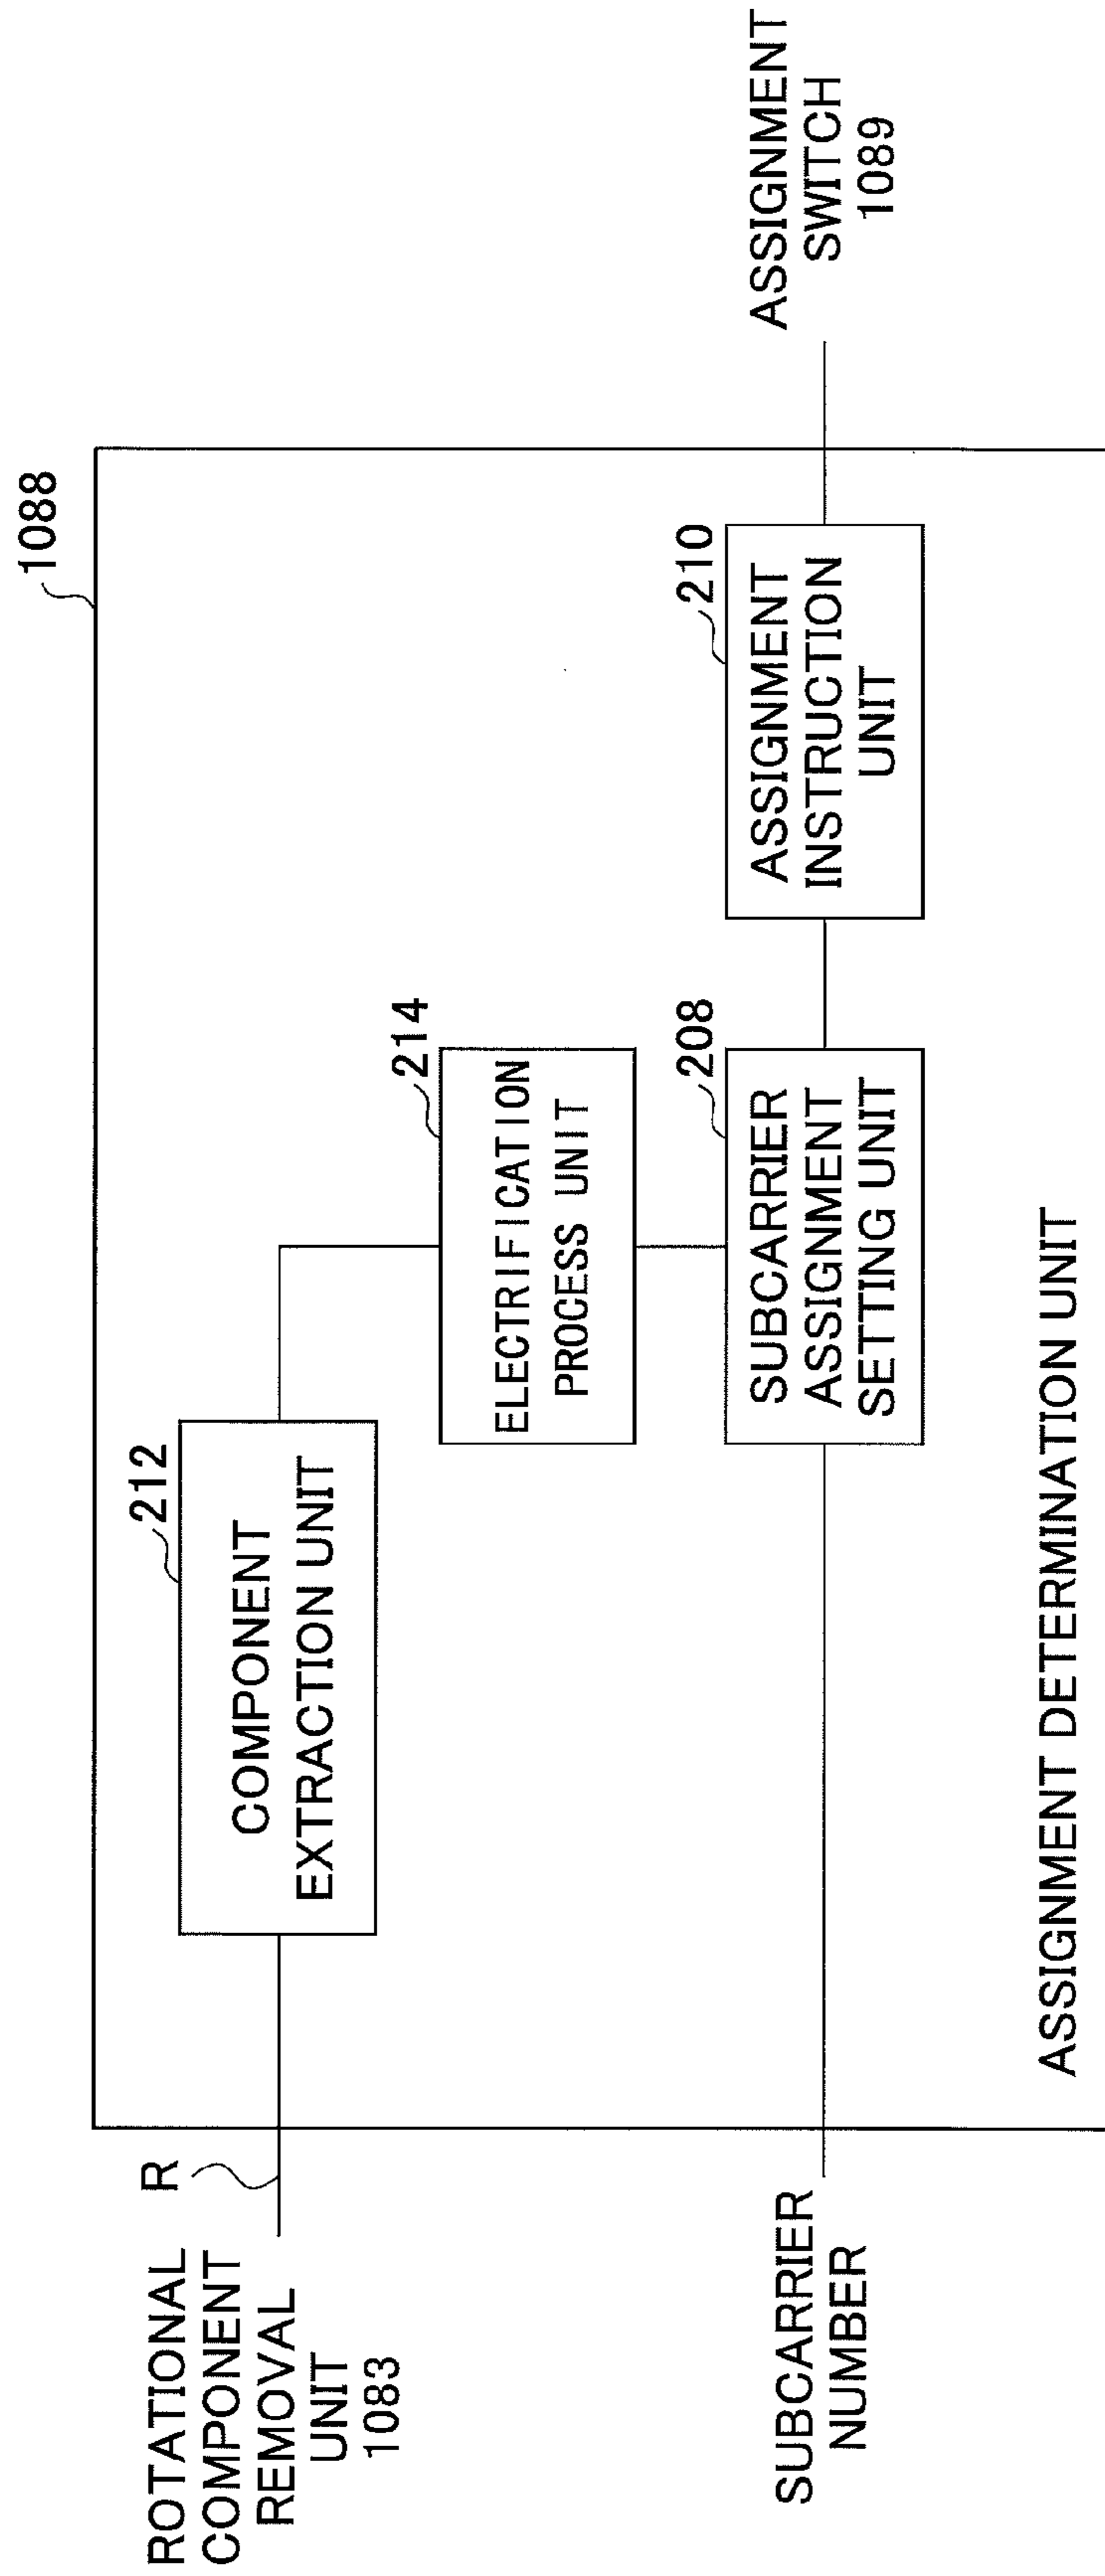 1088
ROTATIONAL
COMPONENT
REMOVAL
UNIT
1083
R
212
COMPONENT
EXTRACTION UNIT
214
ELECTRIFICATION
PROCESS UNIT
SUBCARRIER
NUMBER
208
SUBCARRIER
ASSIGNMENT
SETTING UNIT
210
ASSIGNMENT
INSTRUCTION
UNIT
ASSIGNMENT
SWITCH
1089
ASSIGNMENT DETERMINATION UNIT